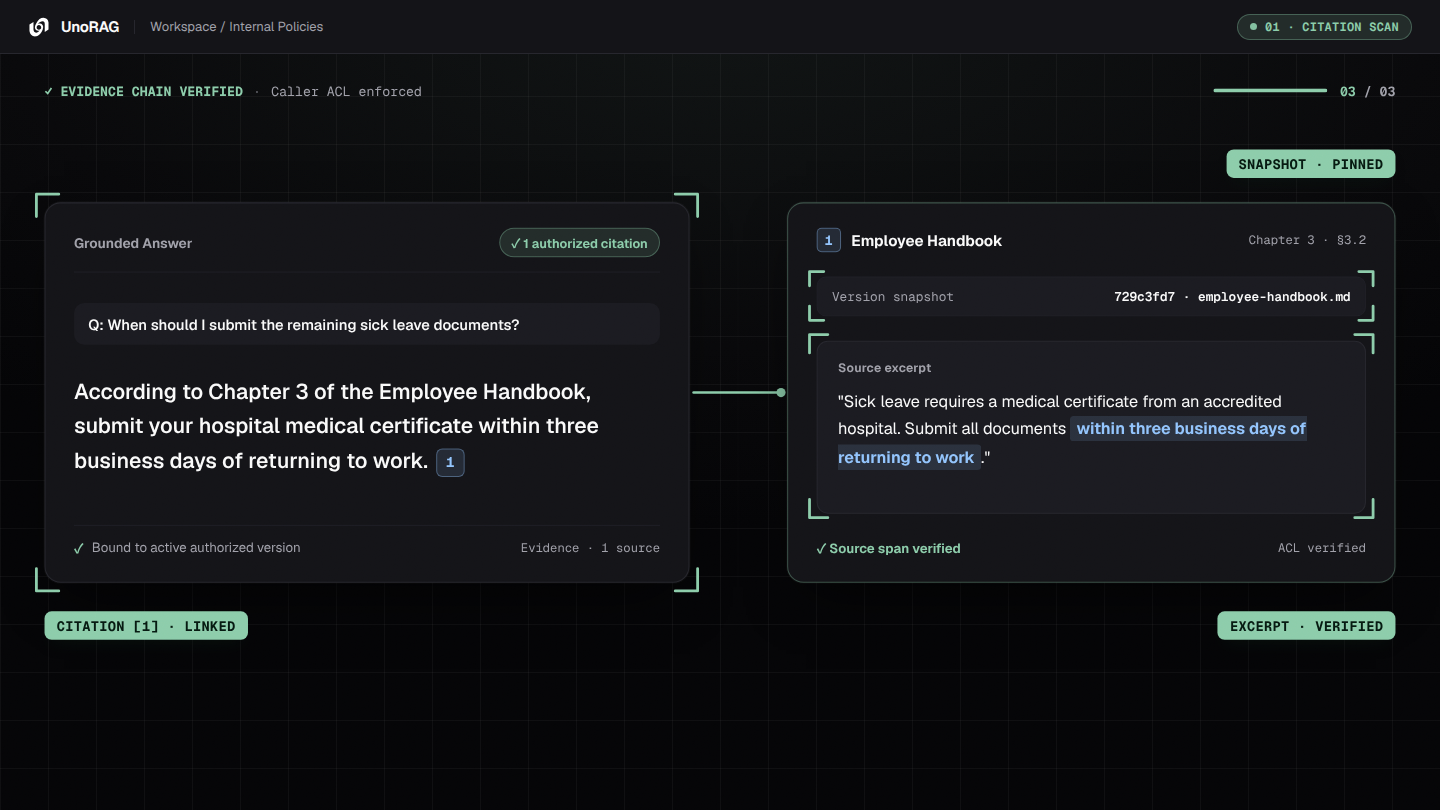 UnoRAG
Workspace / Internal Policies
01 · CITATION SCAN
✓ EVIDENCE CHAIN VERIFIED · Caller ACL enforced
03 / 03
SNAPSHOT · PINNED
Grounded Answer
✓ 1 authorized citation
Q: When should I submit the remaining sick leave documents?
According to Chapter 3 of the Employee Handbook,
submit your hospital medical certificate within three
business days of returning to work. 1
✓ Bound to active authorized version
Evidence · 1 source
CITATION [1] · LINKED
1 Employee Handbook
Chapter 3 · §3.2
Version snapshot
729c3fd7 · employee-handbook.md
Source excerpt
"Sick leave requires a medical certificate from an accredited
hospital. Submit all documents within three business days of
returning to work ."
✓ Source span verified
ACL verified
EXCERPT · VERIFIED